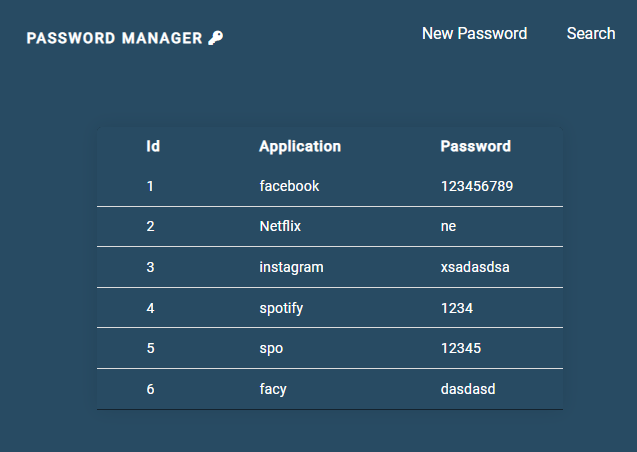 PASSWORD MANAGER
New Password Search
Id Application Password
1 facebook 123456789
2 Netflix ne
3 instagram xsadasdsa
4 spotify 1234
5 spo 12345
6 facy dasdasd